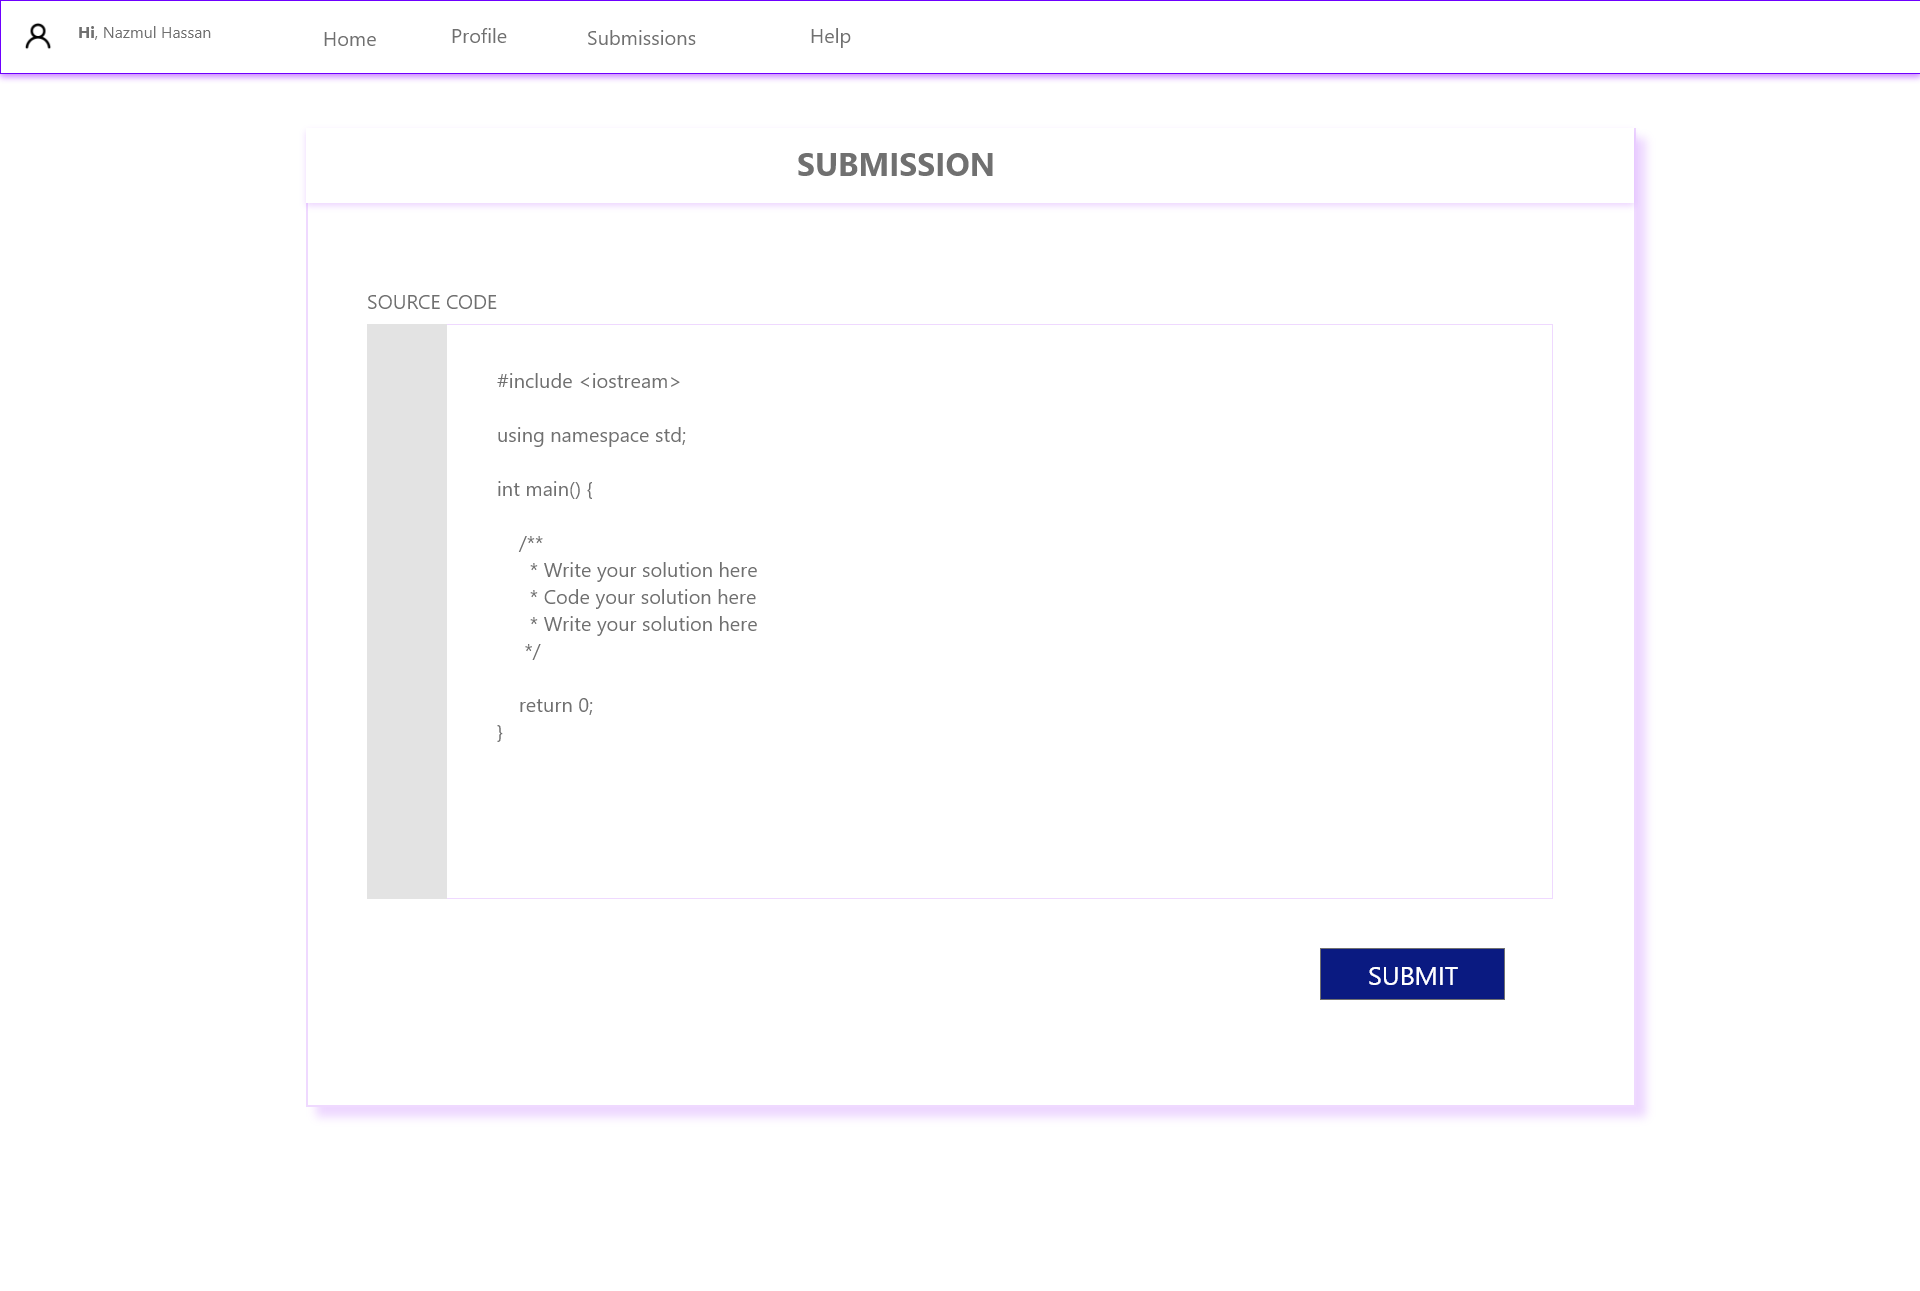 Hi, Nazmul Hassan
Home
Profile
Submissions
Help
SUBMISSION
SOURCE CODE
#include <iostream>
using namespace std;
int main() {
/**
* Write your solution here
* Code your solution here
* Write your solution here
*/
return 0;
}
SUBMIT